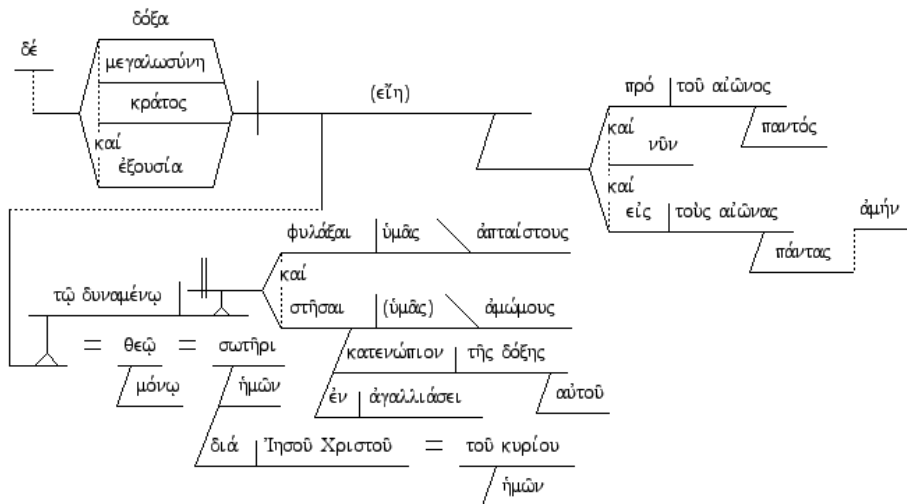 δόξα
δέ
μεγαλωσύνη
κράτος
(εἴη)
πρό τοῦ αἰῶνος
καί
ἐξουσία
καί
παντός
νῦν
καί
εἰς τοὺς αἰῶνας
ἀμήν
πάντας
φυλάξαι ὑμᾶς ἀπταίστους
καί
τῷ δυναμένῳ
στῆσαι (ὑμᾶς) ἀμώμους
= θεῷ = σωτῆρι
κατενώπιον τῆς δόξης
μόνῳ
ἡμῶν
ἐν ἀγαλλιάσει
αὐτοῦ
διά Ἰησοῦ Χριστοῦ = τοῦ κυρίου
ἡμῶν